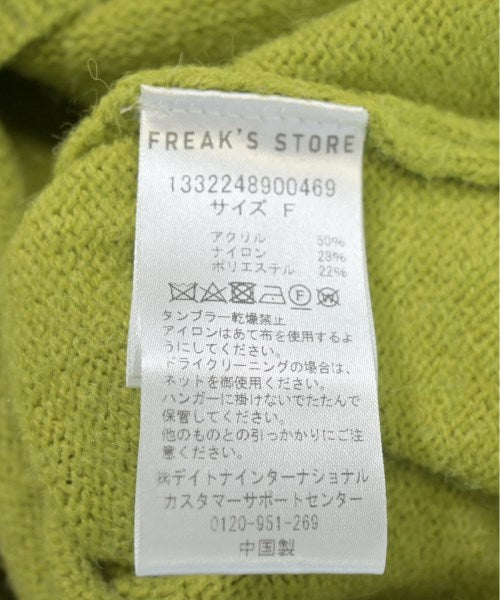 FREAK'S STORE
1332248900469
サイズ F
アクリル 50%
ナイロン 28%
ポリエステル 22%
F W
タンブラー乾燥禁止
アイロンはあて布を使用するよ
うにしてください。
ドライクリーニングの場合は、
ネットを御使用ください。
ハンガーに掛けないでたたんで
保管してください。
他のものとの引っかかりにご注
意ください。
㈱デイトナインターナショナル
カスタマーサポートセンター
0120-951-269
中国製